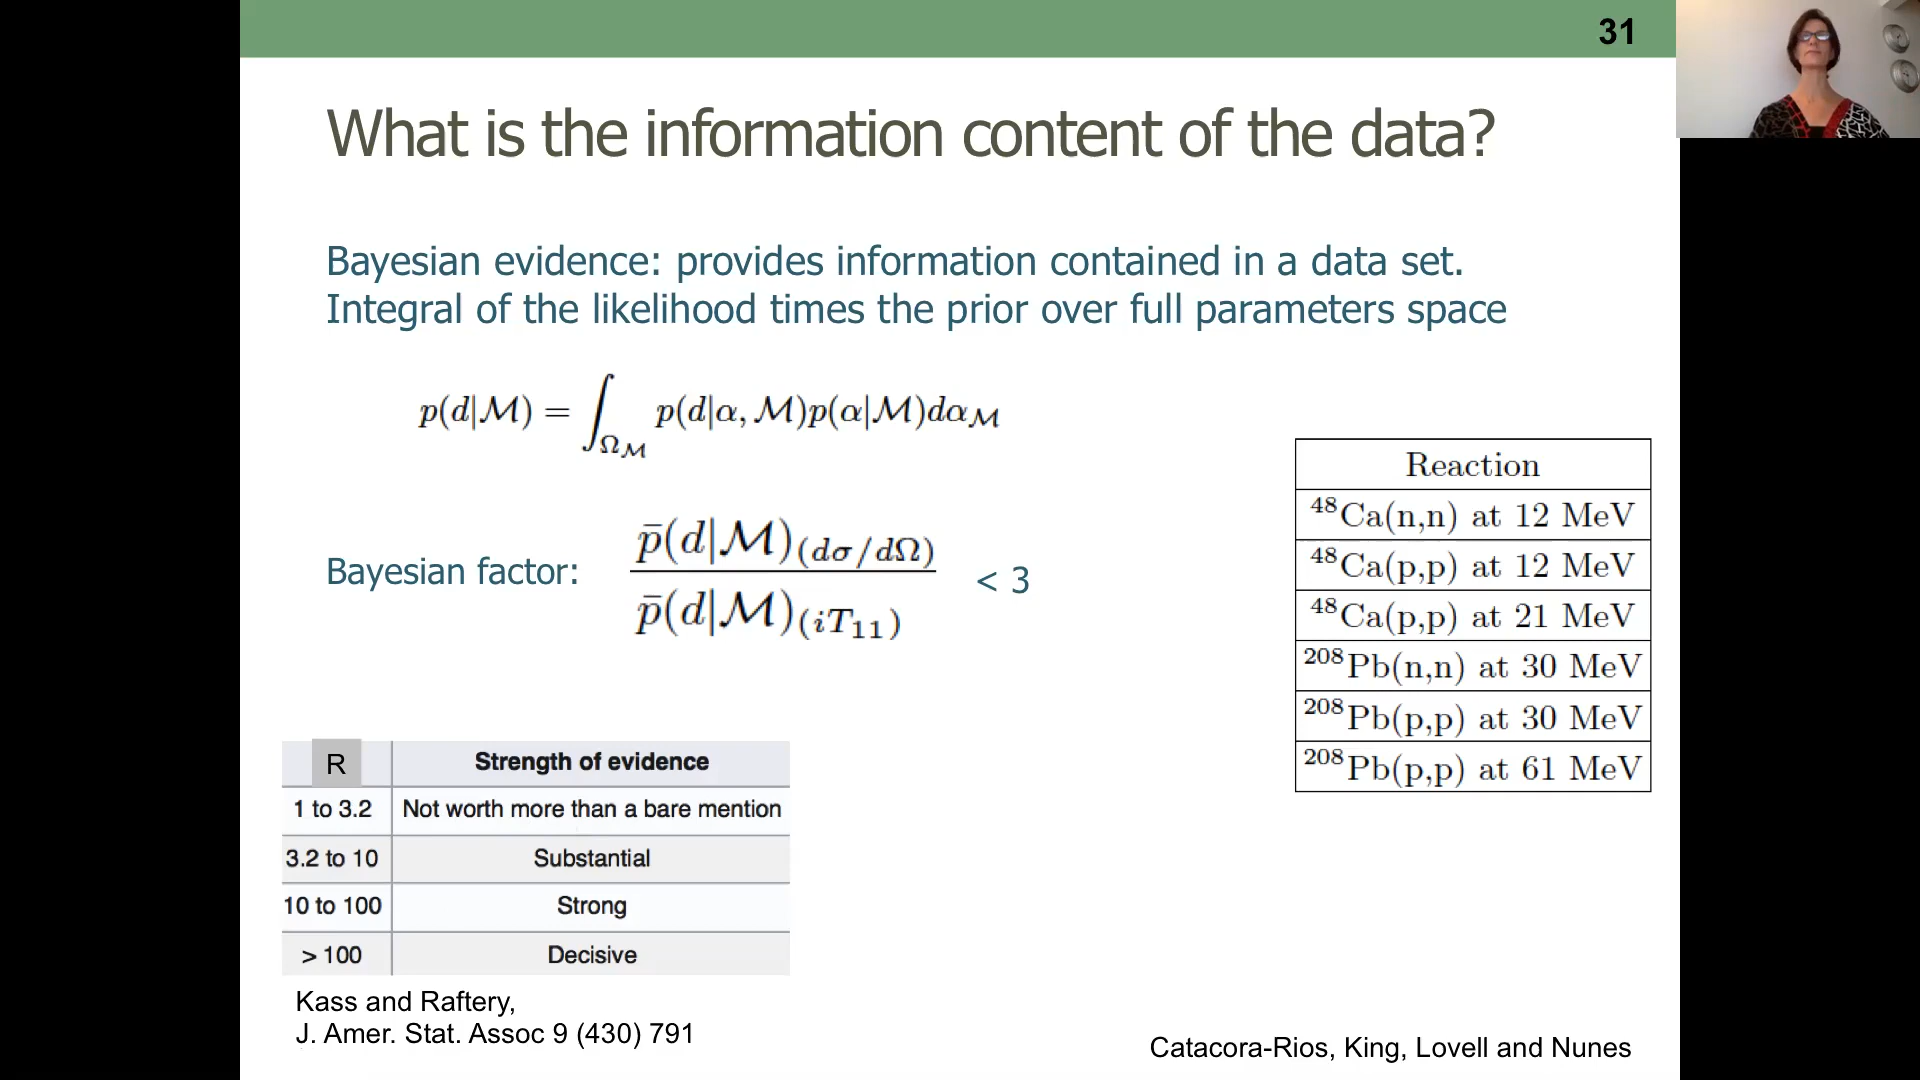 31
What is the information content of the data?
Bayesian evidence: provides information contained in a data set.
Integral of the likelihood times the prior over full parameters space
p(d|ℳ) = ∫_{Ω_ℳ} p(d|α, ℳ)p(α|ℳ)dα_ℳ
Bayesian factor: p̄(d|ℳ)_{(dσ/dΩ)} / p̄(d|ℳ)_{(iT₁₁)} < 3
Reaction
⁴⁸Ca(n,n) at 12 MeV
⁴⁸Ca(p,p) at 12 MeV
⁴⁸Ca(p,p) at 21 MeV
²⁰⁸Pb(n,n) at 30 MeV
²⁰⁸Pb(p,p) at 30 MeV
²⁰⁸Pb(p,p) at 61 MeV
R Strength of evidence
1 to 3.2 Not worth more than a bare mention
3.2 to 10 Substantial
10 to 100 Strong
> 100 Decisive
Kass and Raftery,
J. Amer. Stat. Assoc 9 (430) 791
Catacora-Rios, King, Lovell and Nunes